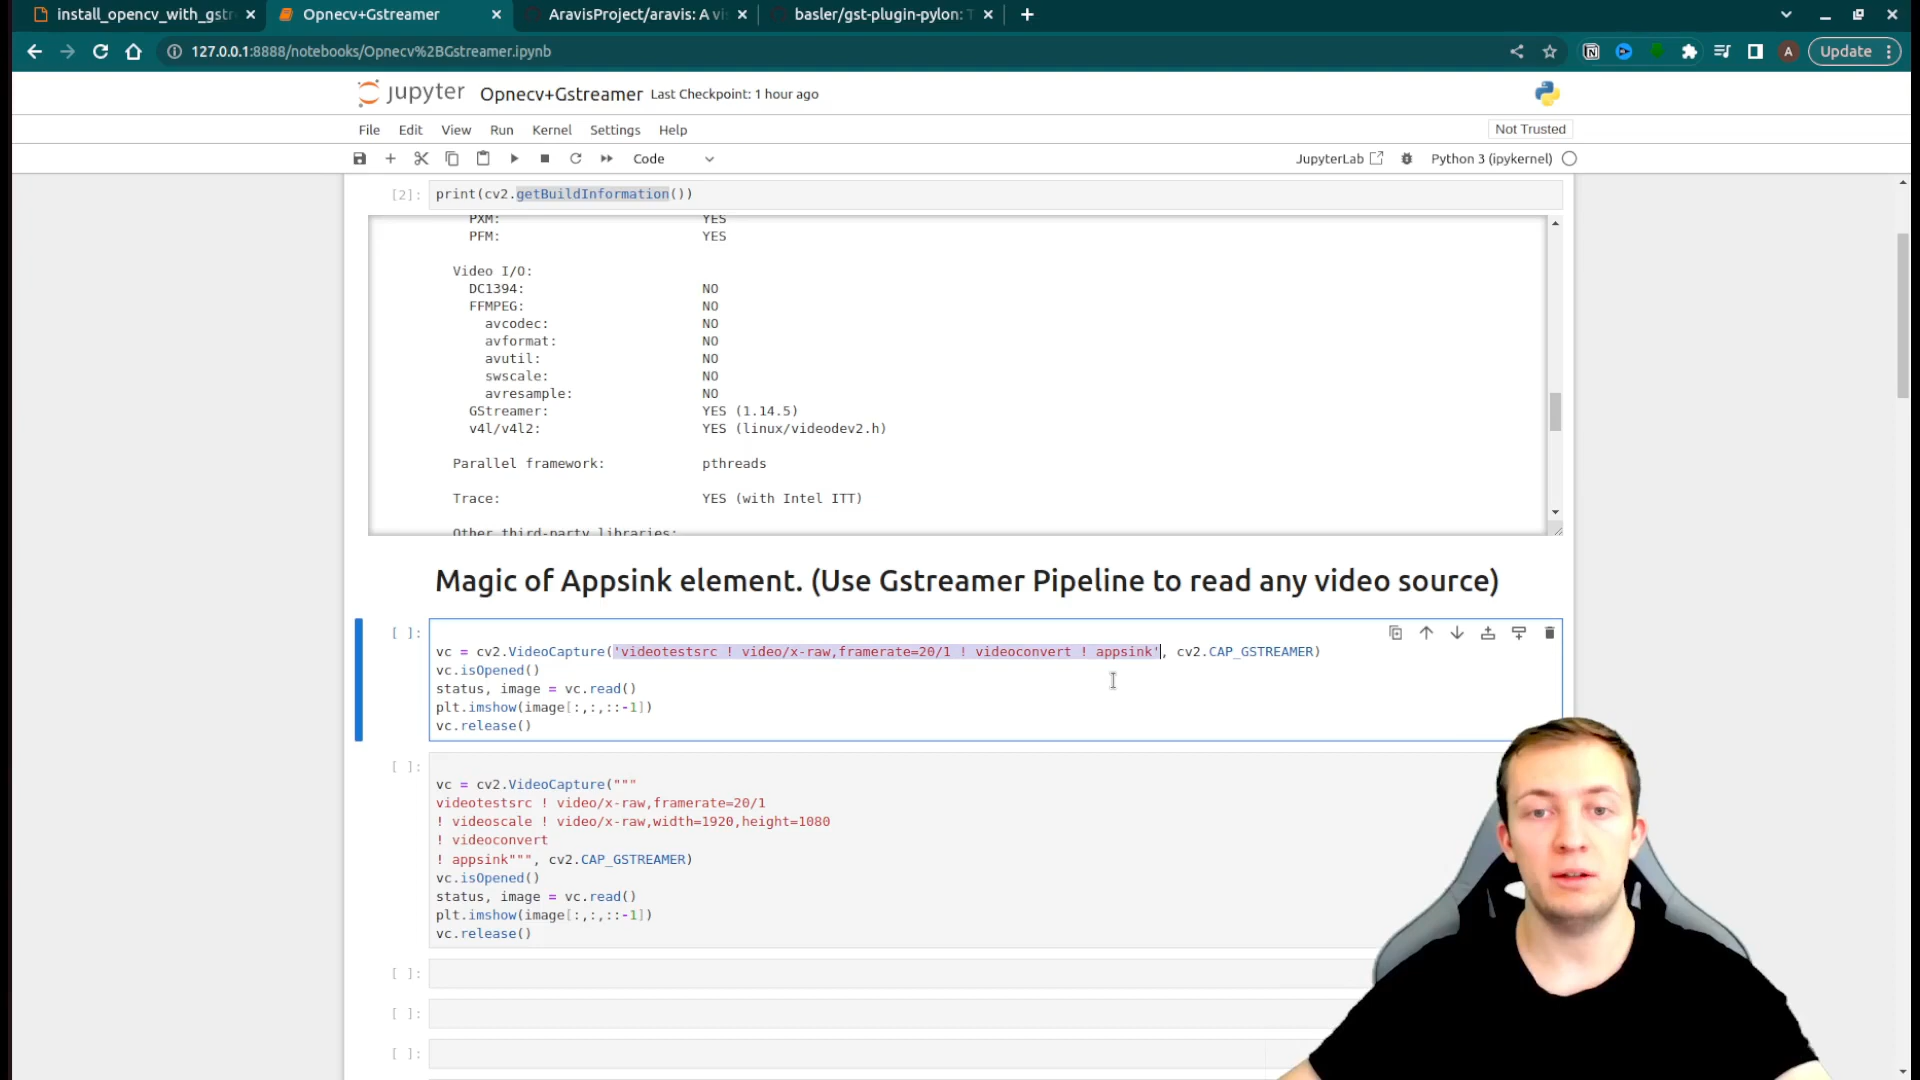 install_opencv_with_gstr
Opnecv+Gstreamer
AravisProject/aravis: A vis
basler/gst-plugin-pylon: T
127.0.0.1:8888/notebooks/Opnecv%2BGstreamer.ipynb
A
Update
jupyter
Opnecv+Gstreamer
Last Checkpoint: 1 hour ago
File Edit View Run Kernel Settings Help
Not Trusted
Code
JupyterLab
Python 3 (ipykernel)
[2]: print(cv2.getBuildInformation())
PXM: YES
PFM: YES
Video I/O:
DC1394: NO
FFMPEG: NO
avcodec: NO
avformat: NO
avutil: NO
swscale: NO
avresample: NO
GStreamer: YES (1.14.5)
v4l/v4l2: YES (linux/videodev2.h)
Parallel framework: pthreads
Trace: YES (with Intel ITT)
Other third-party libraries:
Magic of Appsink element. (Use Gstreamer Pipeline to read any video source)
[ ]:
vc = cv2.VideoCapture('videotestsrc ! video/x-raw,framerate=20/1 ! videoconvert ! appsink', cv2.CAP_GSTREAMER)
vc.isOpened()
status, image = vc.read()
plt.imshow(image[:,:,::-1])
vc.release()
[ ]:
vc = cv2.VideoCapture("""
videotestsrc ! video/x-raw,framerate=20/1
! videoscale ! video/x-raw,width=1920,height=1080
! videoconvert
! appsink""", cv2.CAP_GSTREAMER)
vc.isOpened()
status, image = vc.read()
plt.imshow(image[:,:,::-1])
vc.release()
[ ]:
[ ]:
[ ]: